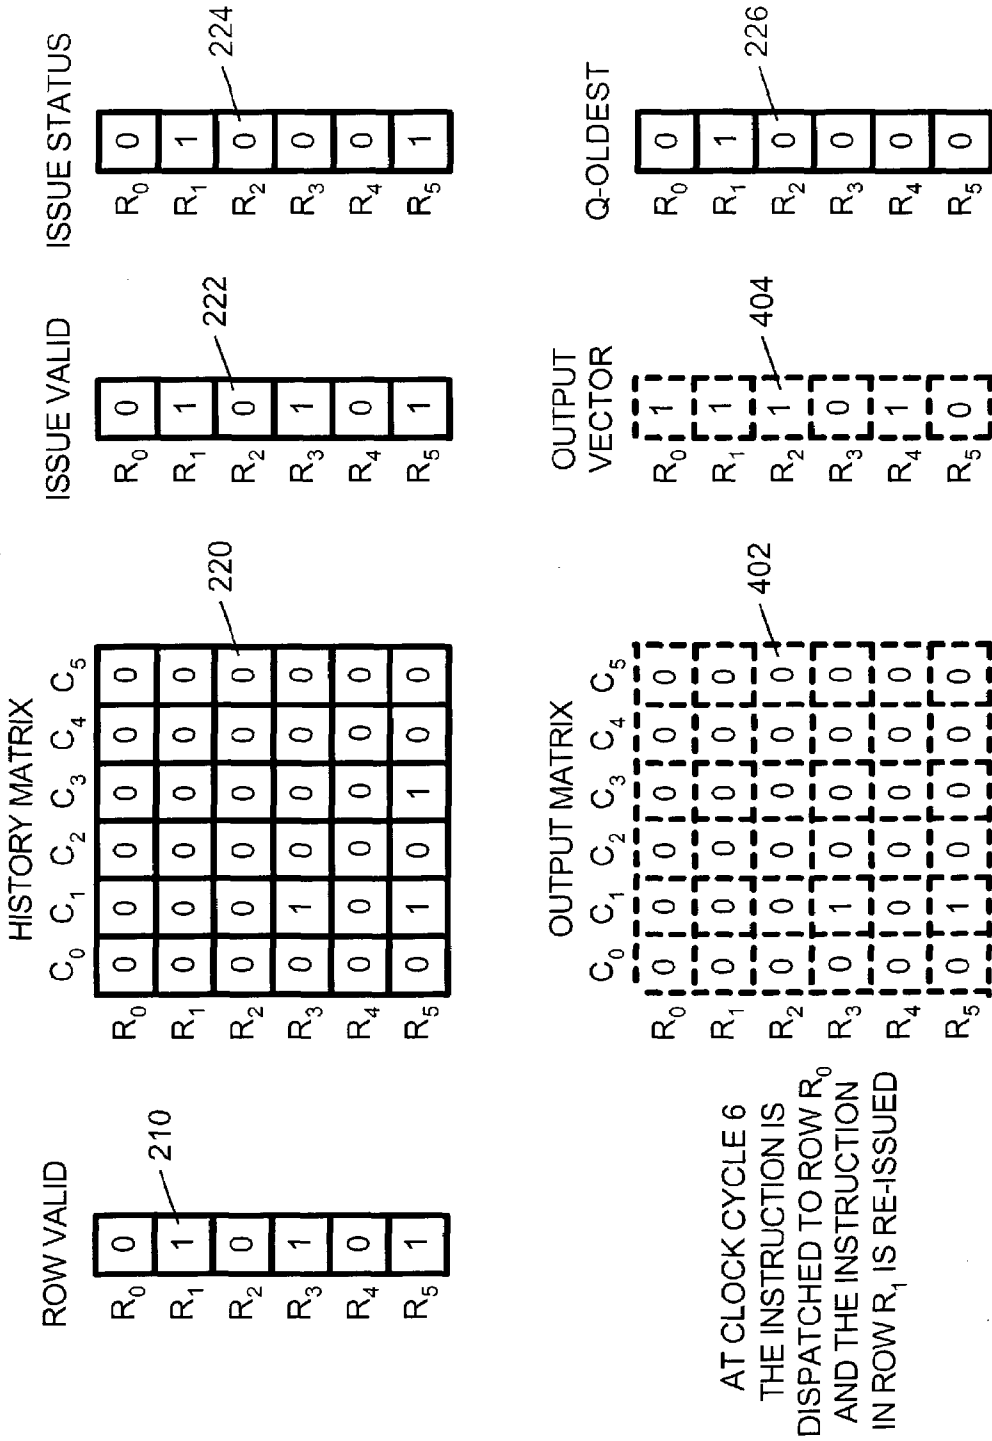 ROW VALID
R0 0
R1 1
R2 0
R3 1
R4 0
R5 1
210
HISTORY MATRIX
C0 C1 C2 C3 C4 C5
R0 0 0 0 0 0 0
R1 0 0 0 0 0 0
R2 0 0 0 0 0 0
R3 0 1 0 0 0 0
R4 0 0 0 0 0 0
R5 0 1 0 1 0 0
220
ISSUE VALID
R0 0
R1 1
R2 0
R3 1
R4 0
R5 1
222
ISSUE STATUS
R0 0
R1 1
R2 0
R3 0
R4 0
R5 1
224
AT CLOCK CYCLE 6
THE INSTRUCTION IS
DISPATCHED TO ROW R0
AND THE INSTRUCTION
IN ROW R1 IS RE-ISSUED
OUTPUT MATRIX
C0 C1 C2 C3 C4 C5
R0 0 0 0 0 0 0
R1 0 0 0 0 0 0
R2 0 0 0 0 0 0
R3 0 1 0 0 0 0
R4 0 0 0 0 0 0
R5 0 1 0 0 0 0
402
OUTPUT
VECTOR
R0 1
R1 1
R2 1
R3 0
R4 1
R5 0
404
Q-OLDEST
R0 0
R1 1
R2 0
R3 0
R4 0
R5 0
226